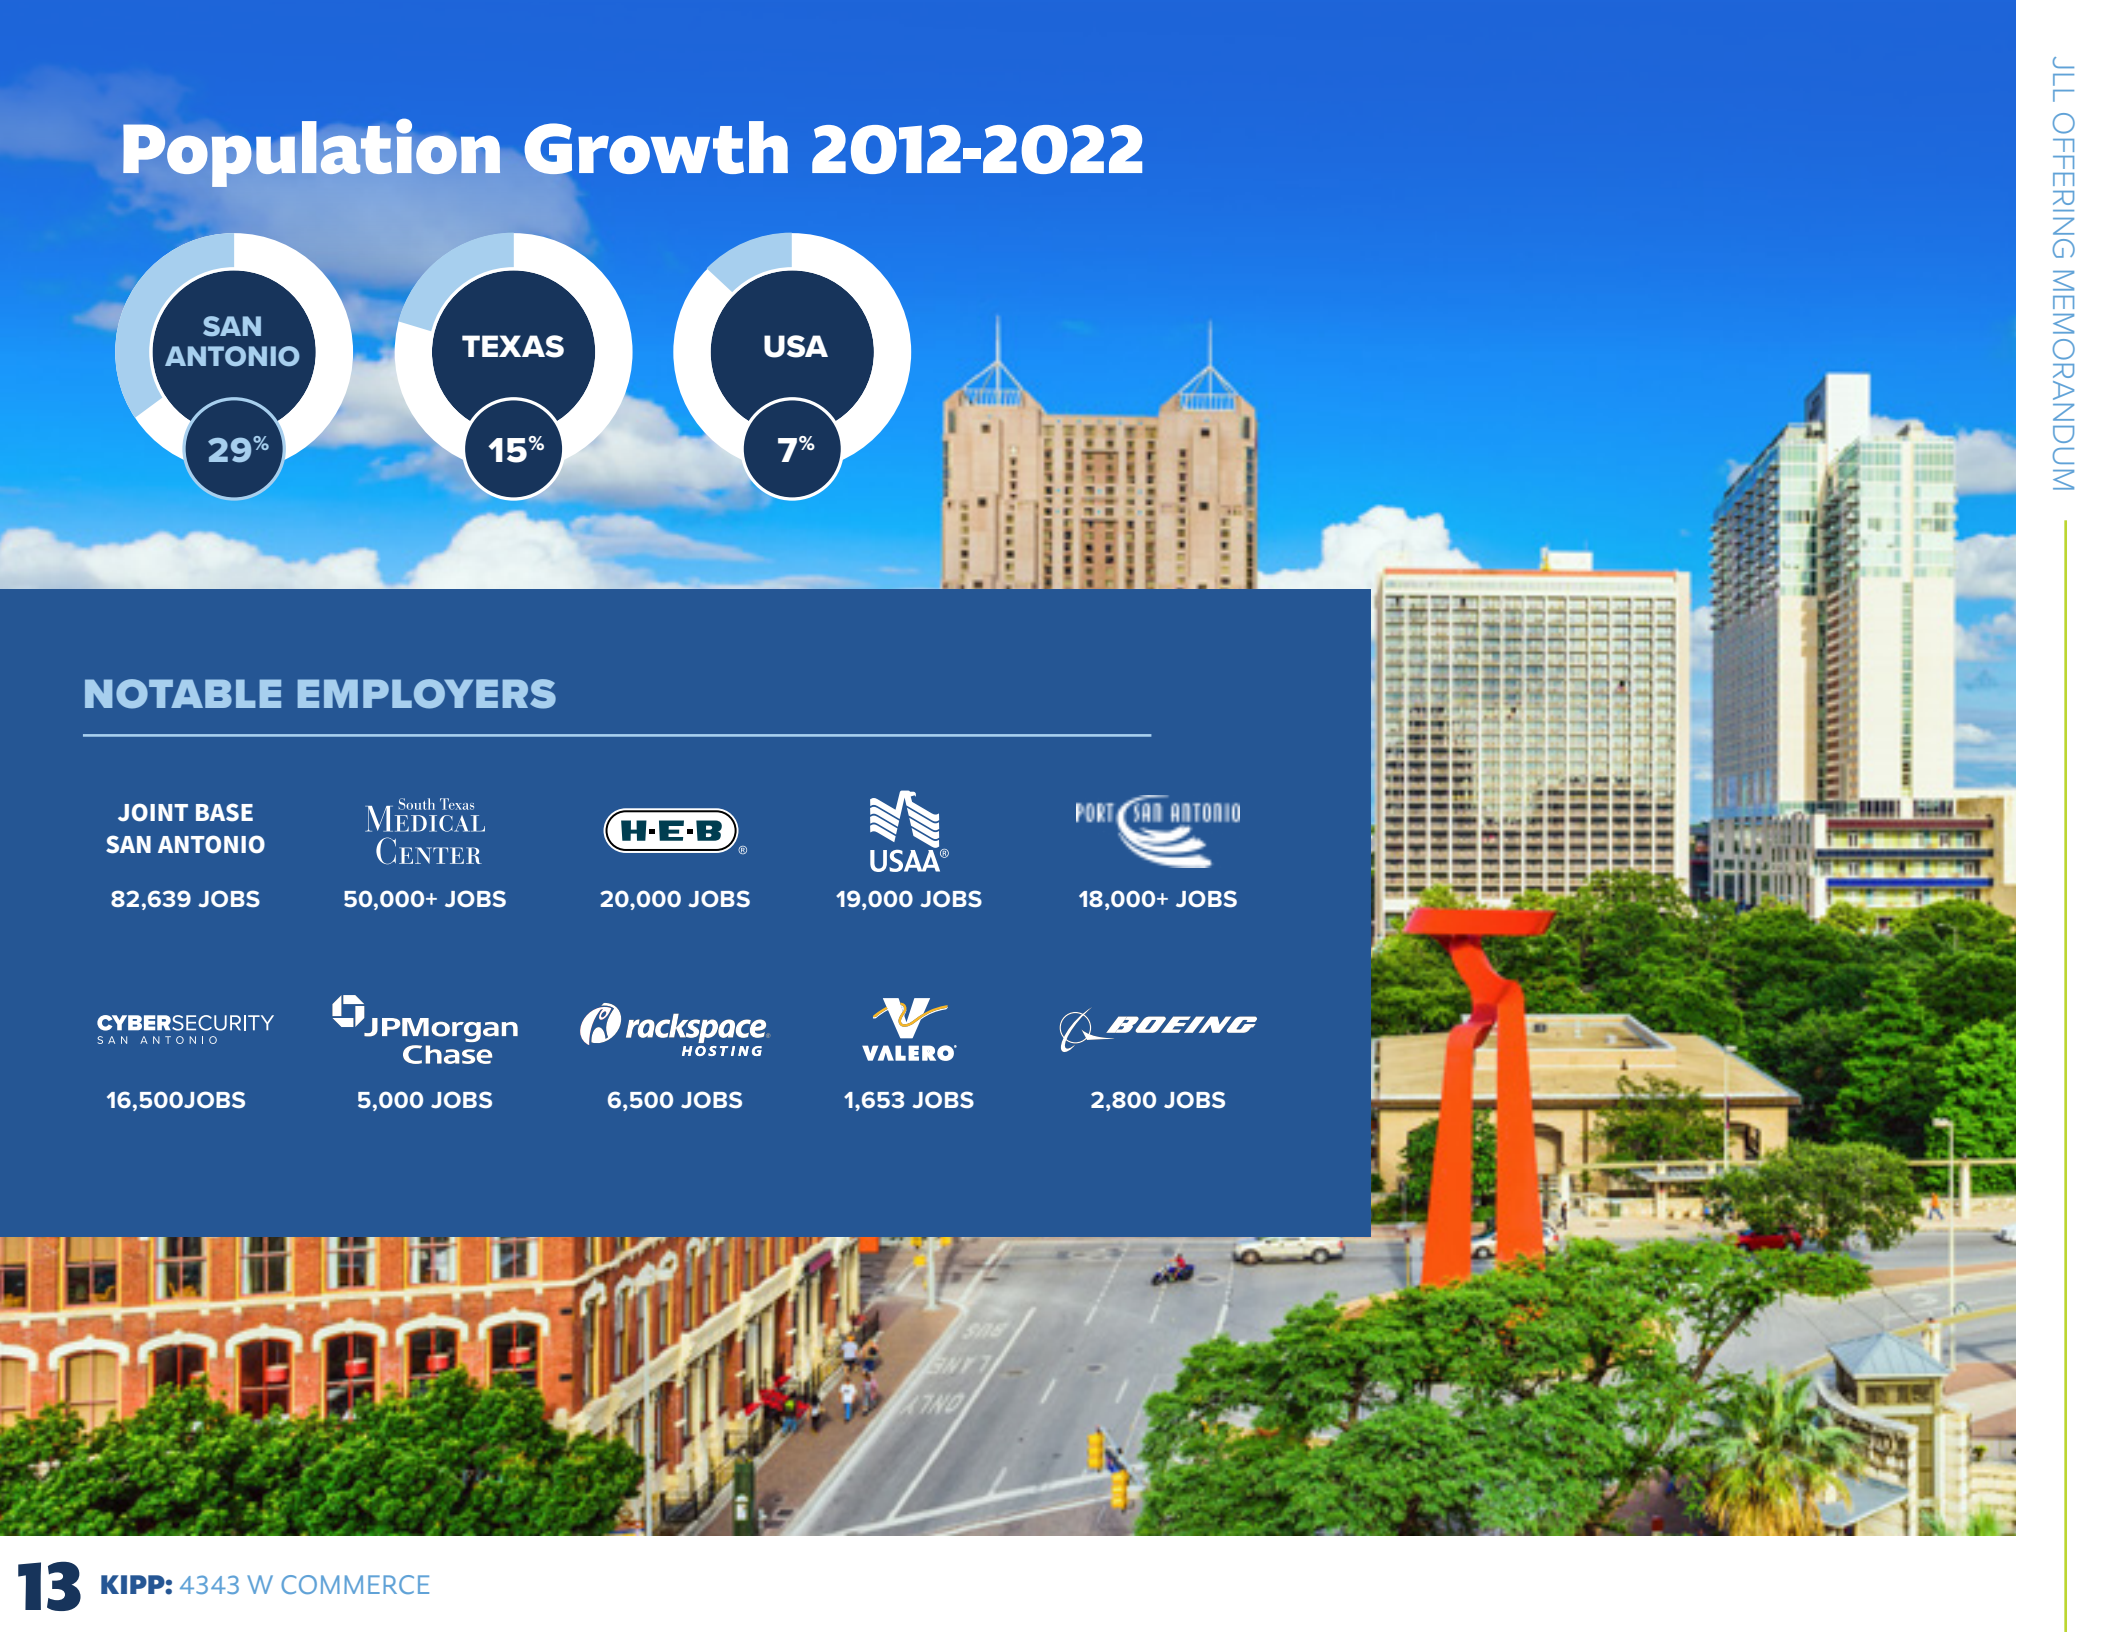 JLL OFFERING MEMORANDUM
Population Growth 2012-2022
SAN
ANTONIO
29%
TEXAS
15%
USA
7%
NOTABLE EMPLOYERS
JOINT BASE
SAN ANTONIO
82,639 JOBS
South Texas
MEDICAL
CENTER
50,000+ JOBS
H·E·B®
20,000 JOBS
USAA®
19,000 JOBS
PORT SAN ANTONIO
18,000+ JOBS
CYBERSECURITY
SAN ANTONIO
16,500JOBS
JPMorgan
Chase
5,000 JOBS
rackspace
HOSTING
6,500 JOBS
VALERO
1,653 JOBS
BOEING
2,800 JOBS
BUS
LANE
ONLY
13 KIPP: 4343 W COMMERCE